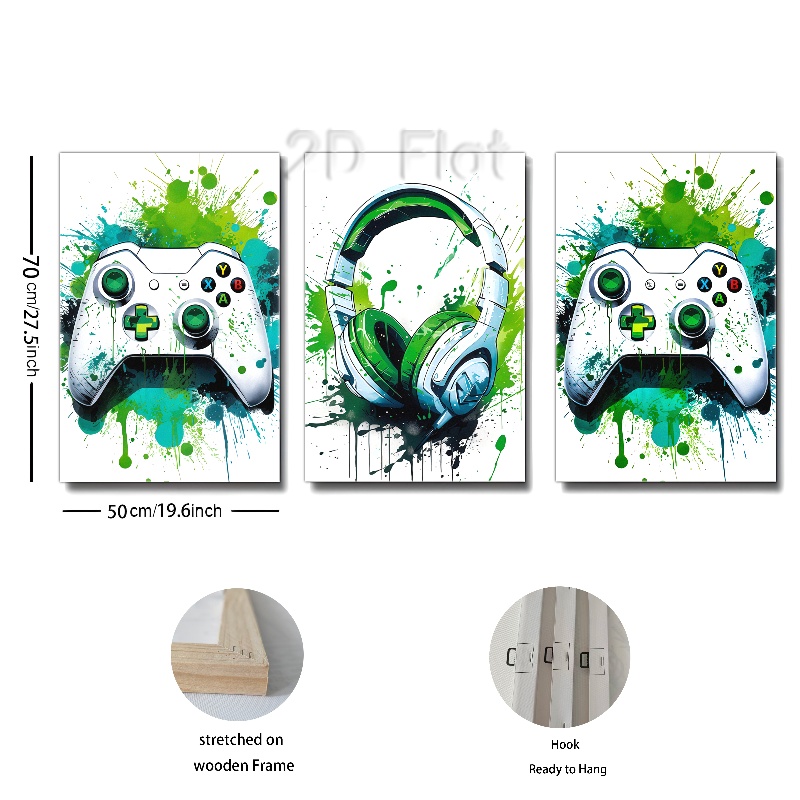 2D Flat
70 cm/27.5inch
Y
X B
A
Y
X B
A
50 cm/19.6inch
stretched on
wooden Frame
Hook
Ready to Hang